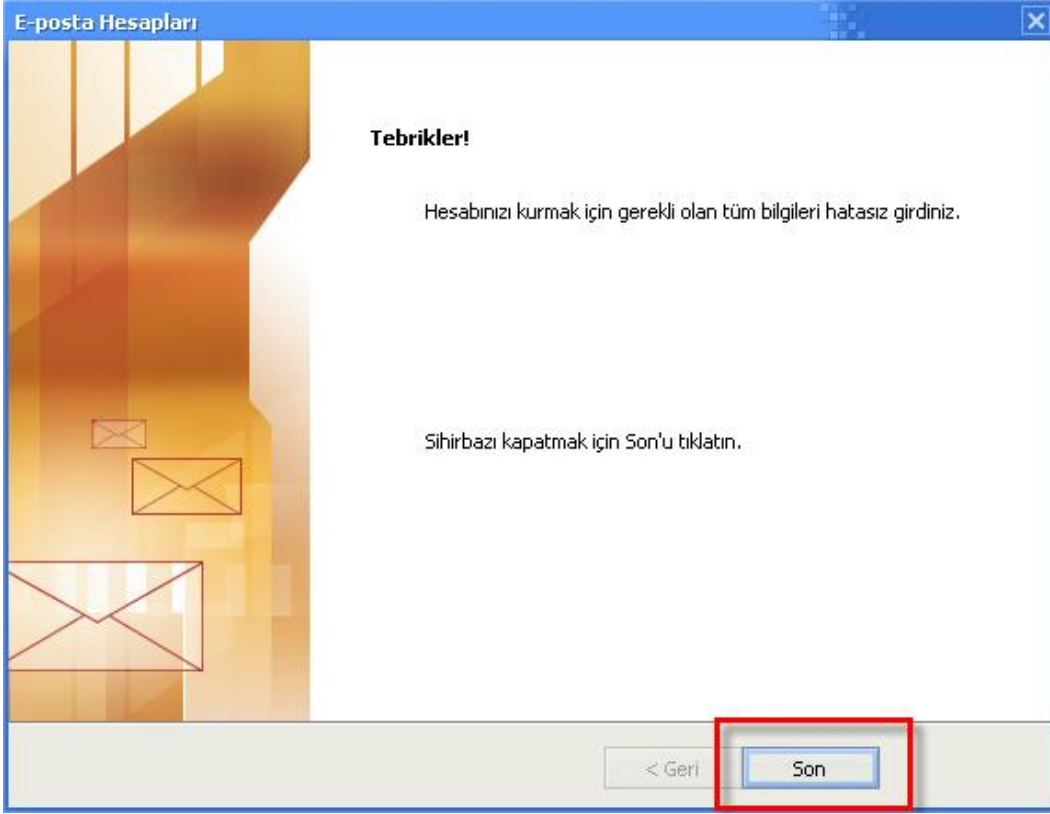 E-posta Hesapları
Tebrikler!
Hesabınızı kurmak için gerekli olan tüm bilgileri hatasız girdiniz.
Sihirbazı kapatmak için Son'u tıklatın.
< Geri
Son